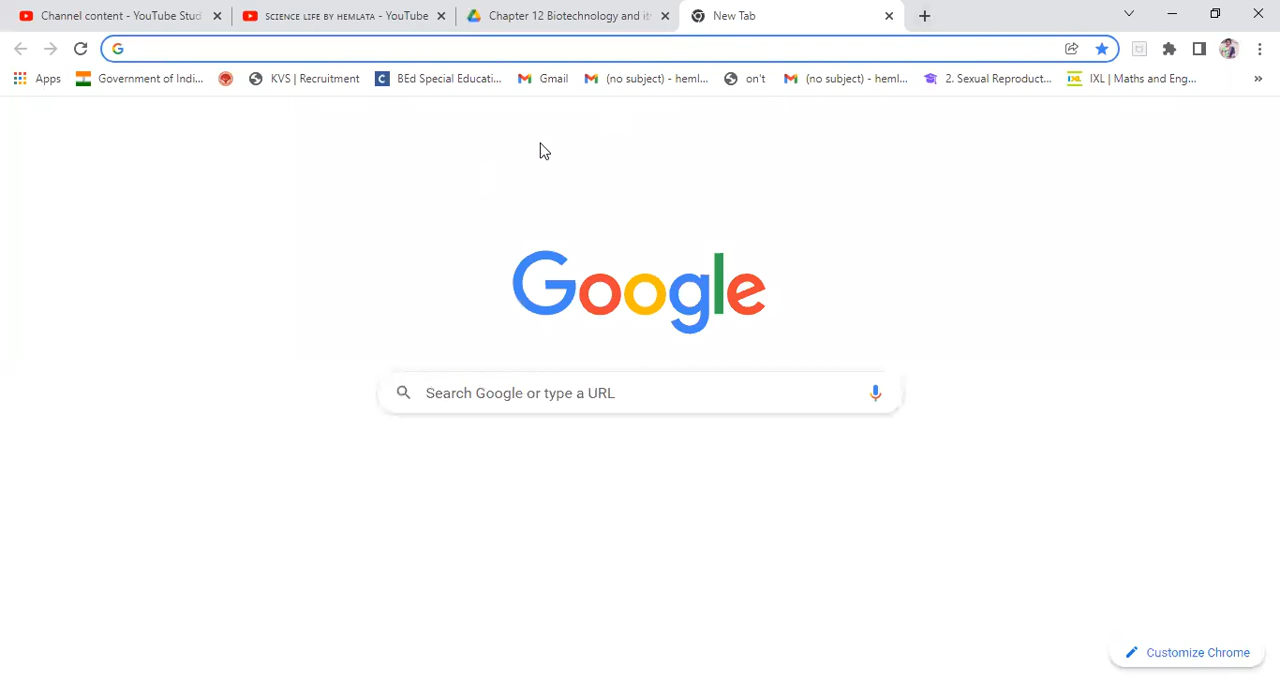 Channel content - YouTube Stud
SCIENCE LIFE BY HEMLATA - YouTube
Chapter 12 Biotechnology and its
New Tab
Apps
Government of Indi...
KVS | Recruitment
BEd Special Educati...
Gmail
(no subject) - heml...
on't
(no subject) - heml...
2. Sexual Reproduct...
IXL | Maths and Eng...
Google
Search Google or type a URL
Customize Chrome